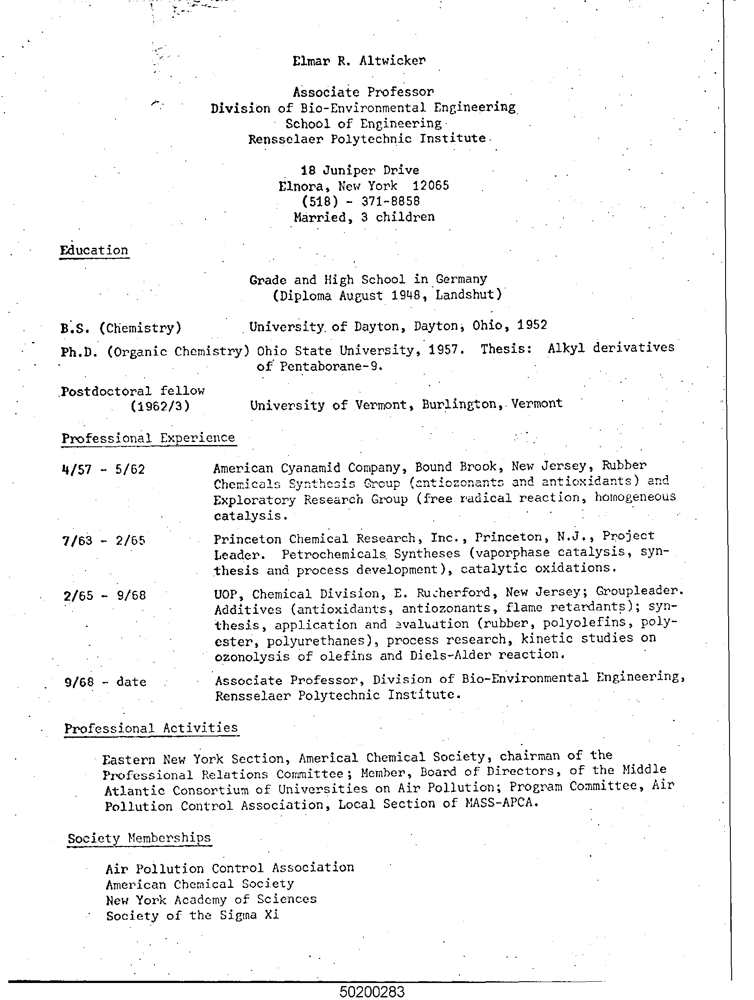 Elmar R. Altwicker
Associate Professor
Division of Bio-Environmental Engineering
School of Engineering
Rensselaer Polytechnic Institute
18 Juniper Drive
Elnora, New York 12065
(518) - 371-8858
Married, 3 children
Education
Grade and High School in Germany
(Diploma August 1948, Landshut)
B.S. (Chemistry) University of Dayton, Dayton, Ohio, 1952
Ph.D. (Organic Chemistry) Ohio State University, 1957. Thesis: Alkyl derivatives
of Pentaborane-9.
Postdoctoral fellow
(1962/3) University of Vermont, Burlington, Vermont
Professional Experience
4/57 - 5/62 American Cyanamid Company, Bound Brook, New Jersey, Rubber
Chemicals Synthesis Group (antiozonants and antioxidants) and
Exploratory Research Group (free radical reaction, homogeneous
catalysis.
7/63 - 2/65 Princeton Chemical Research, Inc., Princeton, N.J., Project
Leader. Petrochemicals Syntheses (vaporphase catalysis, syn-
thesis and process development), catalytic oxidations.
2/65 - 9/68 UOP, Chemical Division, E. Rutherford, New Jersey; Groupleader.
Additives (antioxidants, antiozonants, flame retardants); syn-
thesis, application and evaluation (rubber, polyolefins, poly-
ester, polyurethanes), process research, kinetic studies on
ozonolysis of olefins and Diels-Alder reaction.
9/68 - date Associate Professor, Division of Bio-Environmental Engineering,
Rensselaer Polytechnic Institute.
Professional Activities
Eastern New York Section, Americal Chemical Society, chairman of the
Professional Relations Committee; Member, Board of Directors, of the Middle
Atlantic Consortium of Universities on Air Pollution; Program Committee, Air
Pollution Control Association, Local Section of MASS-APCA.
Society Memberships
Air Pollution Control Association
American Chemical Society
New York Academy of Sciences
Society of the Sigma Xi
50200283